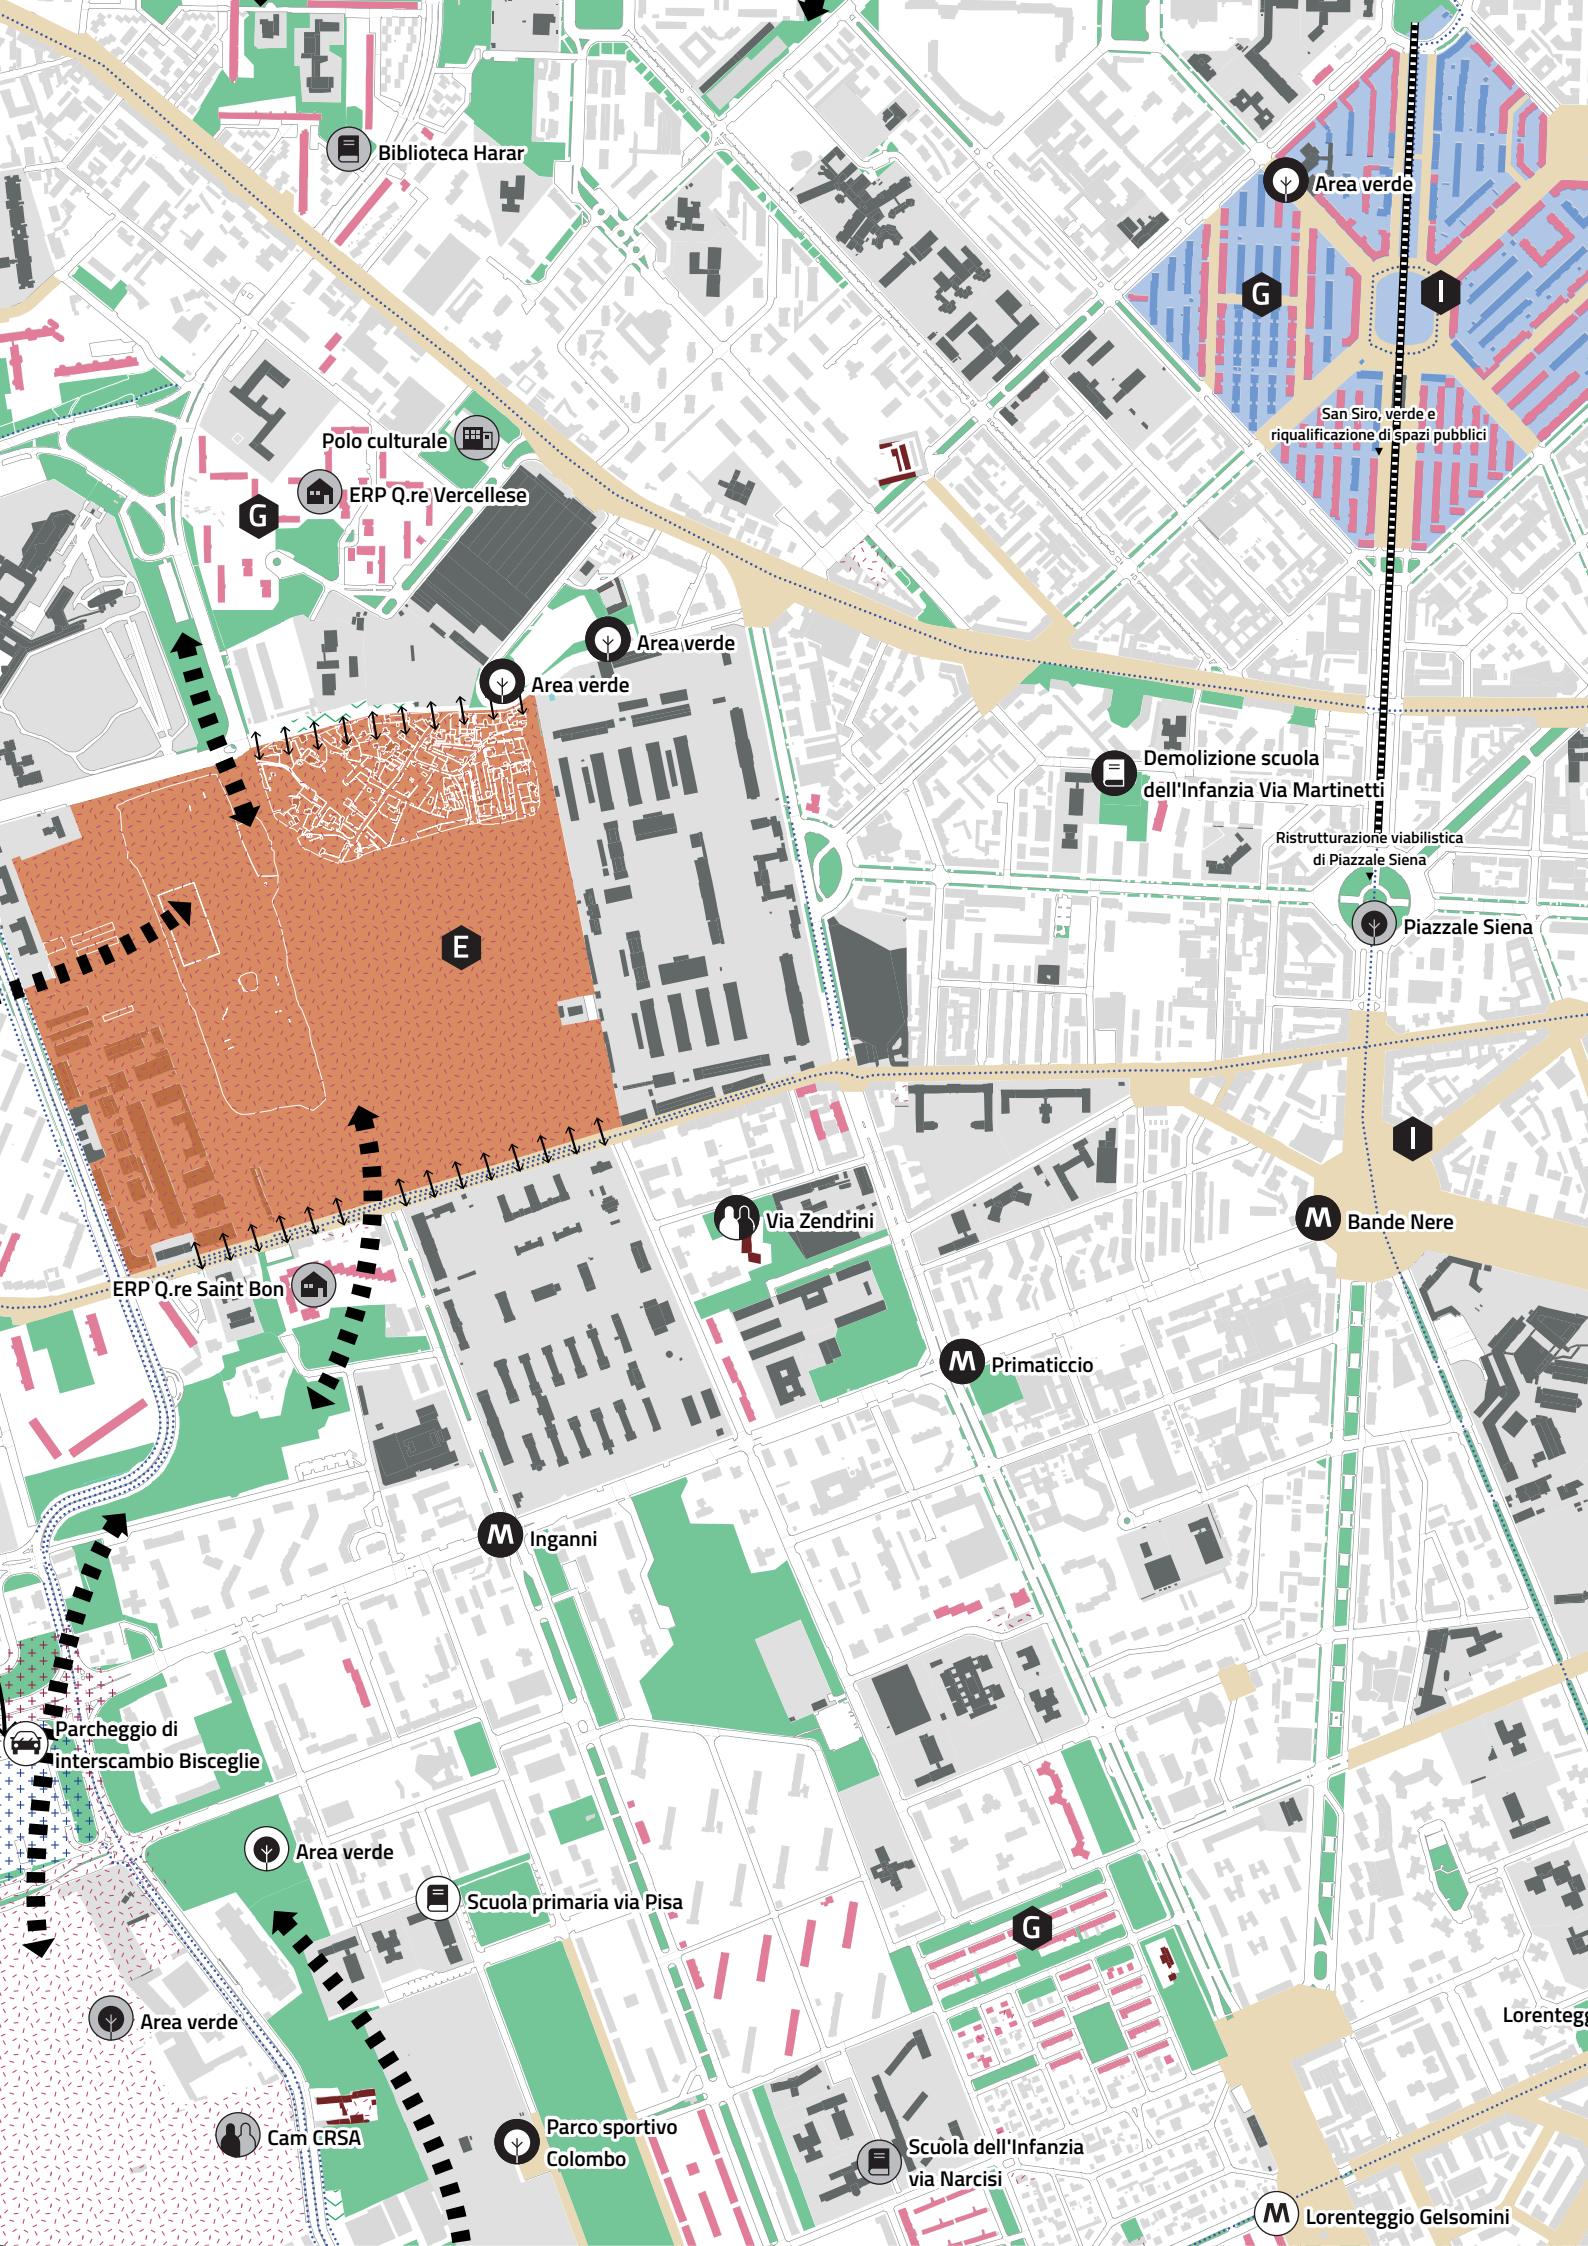 Biblioteca Harar
Area verde
G
I
San Siro, verde e
riqualificazione di spazi pubblici
Polo culturale
ERP Q.re Vercellese
G
Area verde
Area verde
Demolizione scuola
dell'Infanzia Via Martinetti
Ristrutturazione viabilistica
di Piazzale Siena
Piazzale Siena
E
I
Via Zendrini
M
Bande Nere
ERP Q.re Saint Bon
M
Primaticcio
M
Inganni
Parcheggio di
interscambio Bisceglie
Area verde
Scuola primaria via Pisa
G
Area verde
Lorentegg
Cam CRSA
Parco sportivo
Colombo
Scuola dell'Infanzia
via Narcisi
M
Lorenteggio Gelsomini